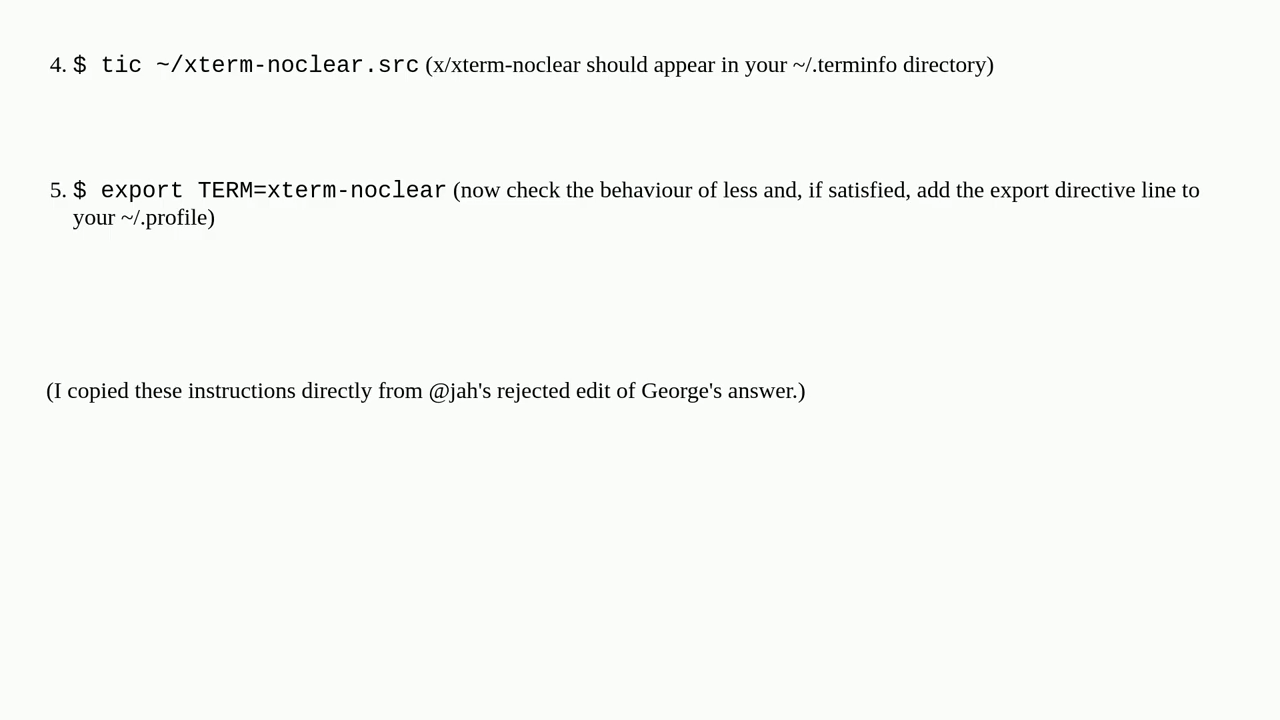 4. $ tic ~/xterm-noclear.src (x/xterm-noclear should appear in your ~/.terminfo directory)
5. $ export TERM=xterm-noclear (now check the behaviour of less and, if satisfied, add the export directive line to
your ~/.profile)
(I copied these instructions directly from @jah's rejected edit of George's answer.)